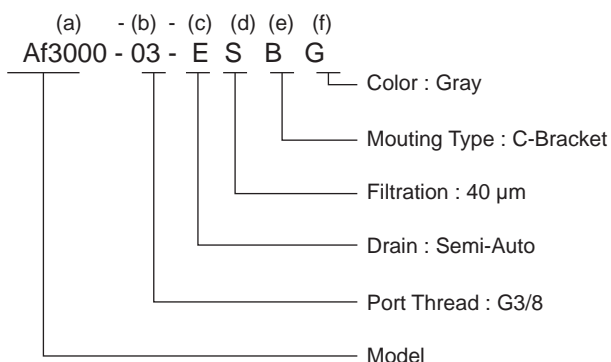 (a) - (b) - (c) (d) (e) (f)
Af3000 - 03 - E S B G
Color : Gray
Mouting Type : C-Bracket
Filtration : 40 µm
Drain : Semi-Auto
Port Thread : G3/8
Model